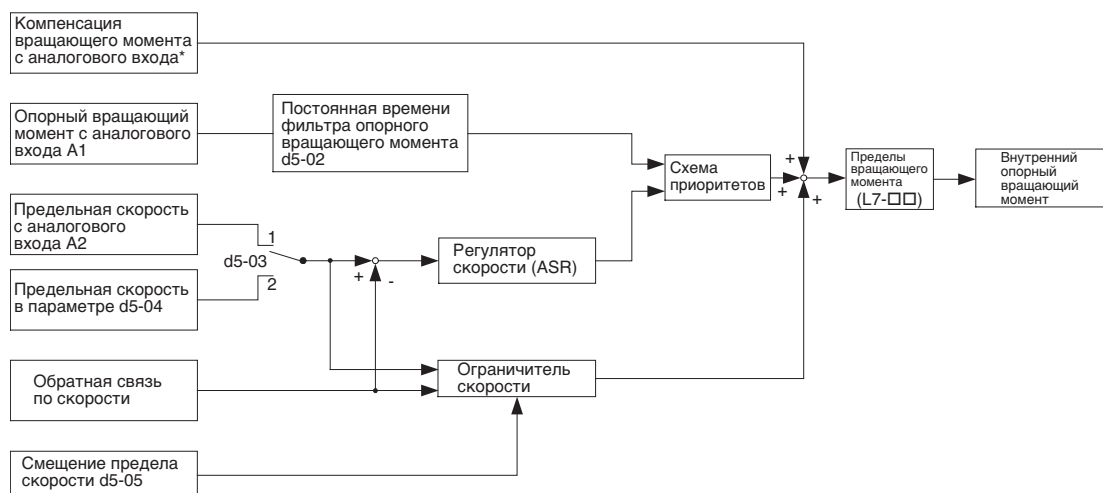 Компенсация
вращающего момента
с аналогового входа*
Опорный вращающий
момент с аналогового
входа A1
Постоянная времени
фильтра опорного
вращающего момента
d5-02
Схема
приоритетов
+
+
+
Пределы
вращающего
момента
(L7-□□)
Внутренний
опорный
вращающий
момент
Предельная скорость
с аналогового
входа A2
1
d5-03
2
+
-
Регулятор
скорости (ASR)
Предельная скорость
в параметре d5-04
Обратная связь
по скорости
Ограничитель
скорости
Смещение предела
скорости d5-05